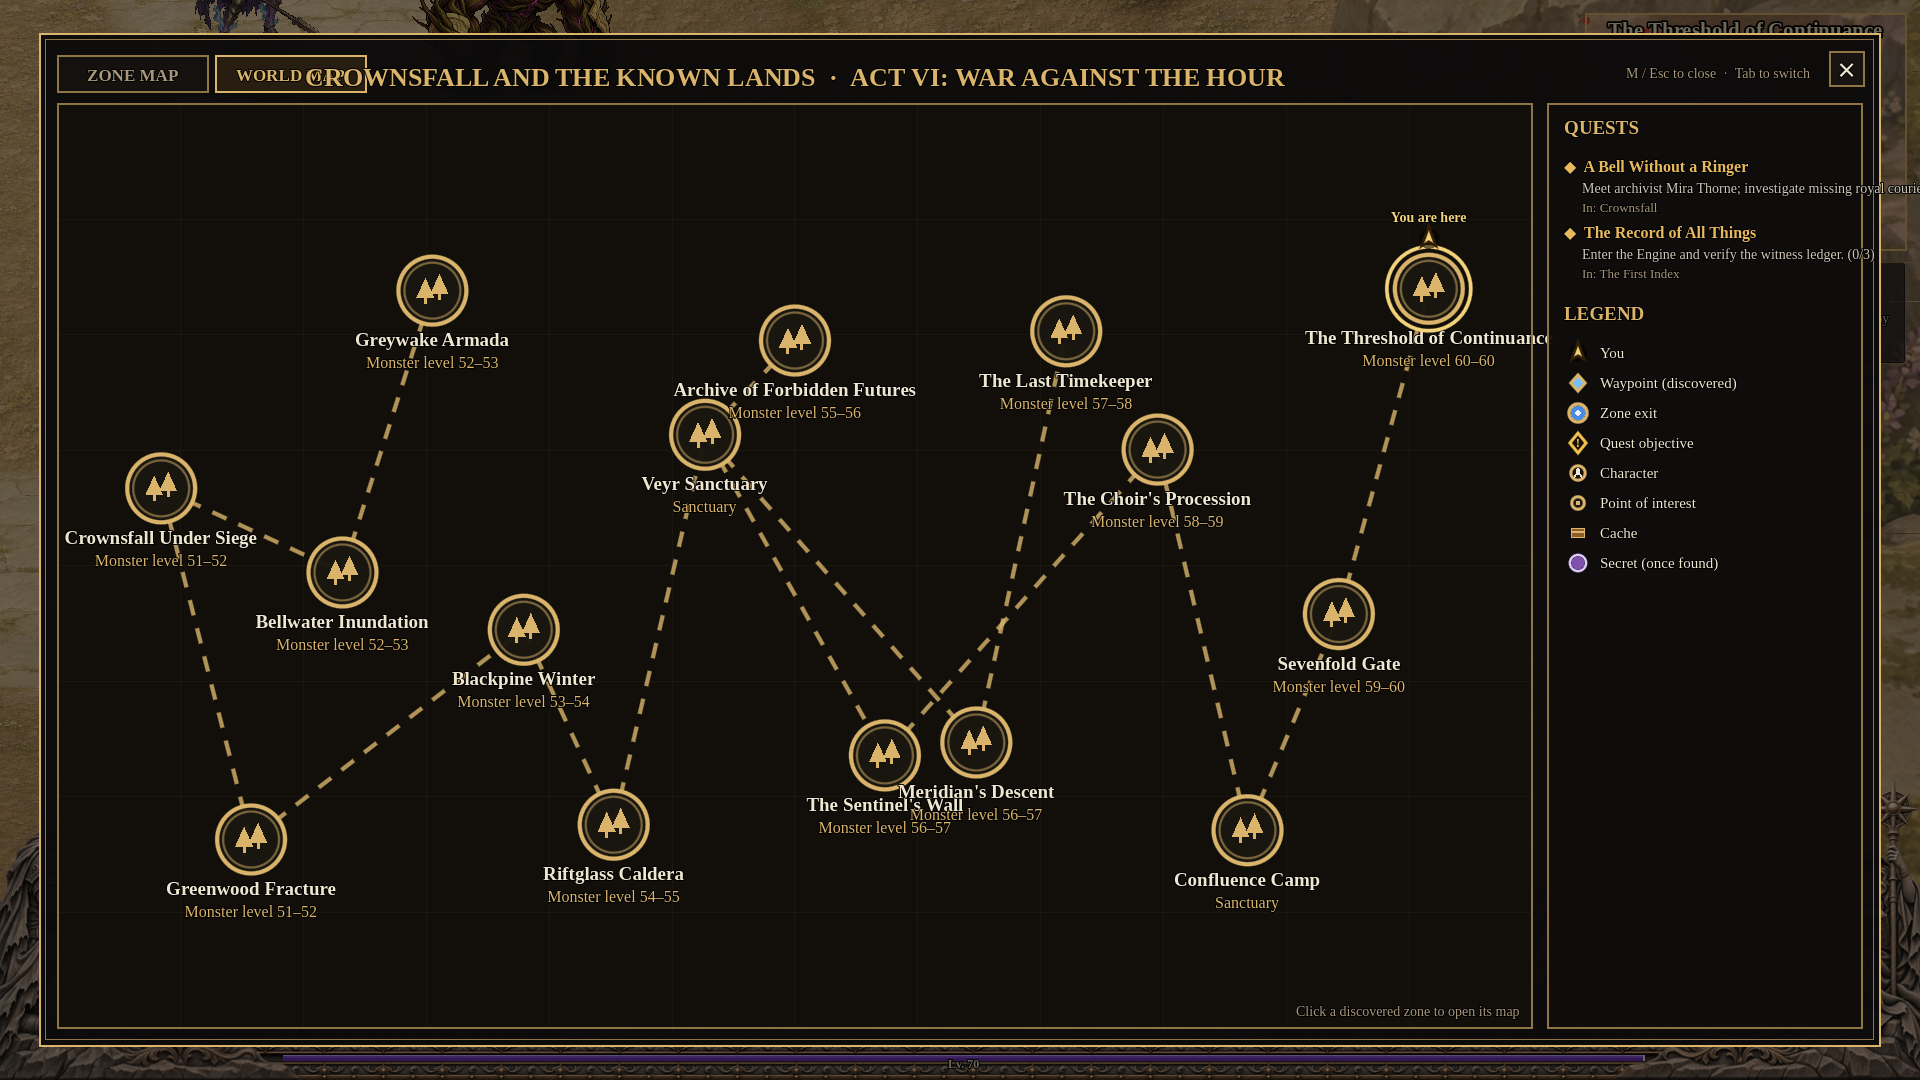 The Threshold of Continuance
ZONE MAP
WORLD MAP
CROWNSFALL AND THE KNOWN LANDS · ACT VI: WAR AGAINST THE HOUR
M / Esc to close · Tab to switch
You are here
Greywake Armada
Monster level 52–53
Archive of Forbidden Futures
Monster level 55–56
The Last Timekeeper
Monster level 57–58
The Threshold of Continuance
Monster level 60–60
Veyr Sanctuary
Sanctuary
The Choir's Procession
Monster level 58–59
Crownsfall Under Siege
Monster level 51–52
Bellwater Inundation
Monster level 52–53
Blackpine Winter
Monster level 53–54
Sevenfold Gate
Monster level 59–60
The Sentinel's Wall
Monster level 56–57
Meridian's Descent
Monster level 56–57
Greenwood Fracture
Monster level 51–52
Riftglass Caldera
Monster level 54–55
Confluence Camp
Sanctuary
Click a discovered zone to open its map
QUESTS
A Bell Without a Ringer
Meet archivist Mira Thorne; investigate missing royal
In: Crownsfall
The Record of All Things
Enter the Engine and verify the witness ledger. (0/3)
In: The First Index
LEGEND
You
Waypoint (discovered)
Zone exit
Quest objective
Character
Point of interest
Cache
Secret (once found)
Lv. 70